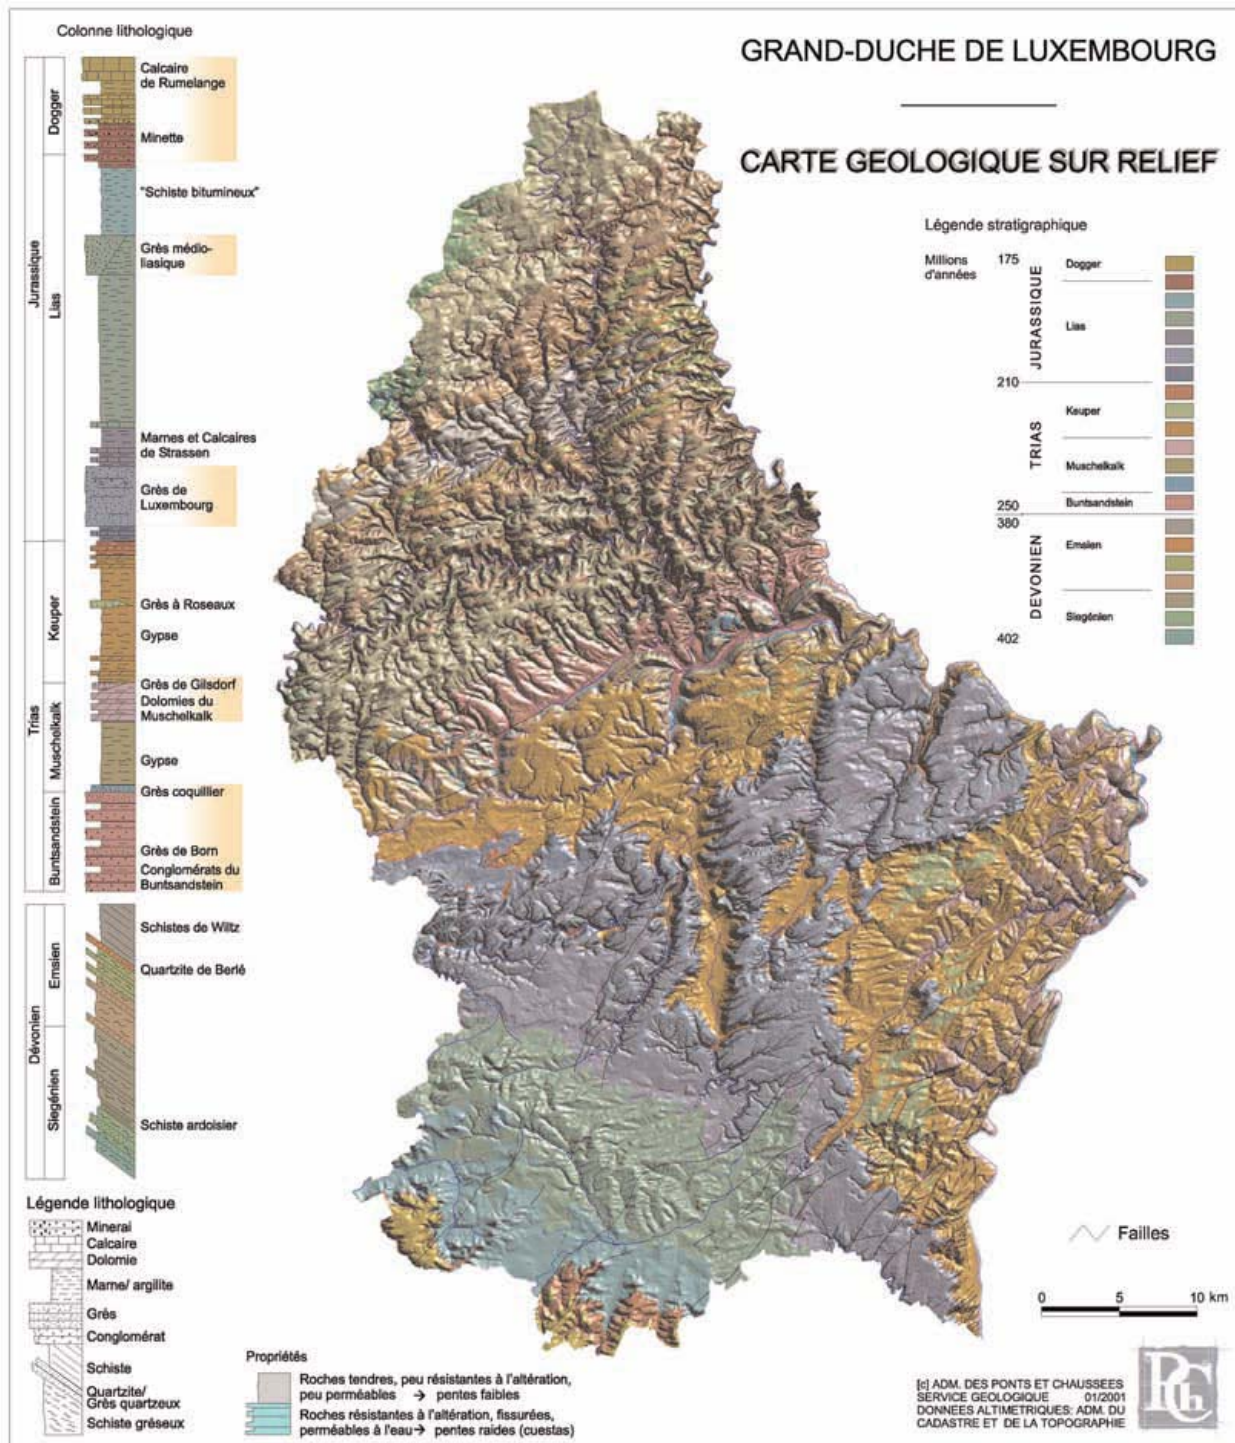 Colonne lithologique
Jurassique
Dogger
Lias
Calcaire
de Rumelange
Minette
"Schiste bitumineux"
Grès médio-
liasique
Marnes et Calcaires
de Strassen
Grès de
Luxembourg
Trias
Keuper
Muschelkalk
Buntsandstein
Grès à Roseaux
Gypse
Grès de Gilsdorf
Dolomies du
Muschelkalk
Gypse
Grès coquillier
Grès de Born
Conglomérats du
Buntsandstein
Dévonien
Emsien
Siegénien
Schistes de Wiltz
Quartzite de Berlé
Schiste ardoisier
Légende lithologique
Minerai
Calcaire
Dolomie
Marne/ argilite
Grès
Conglomérat
Schiste
Quartzite/
Grès quartzeux
Schiste gréseux
Propriétés
Roches tendres, peu résistantes à l'altération,
peu perméables → pentes faibles
Roches résistantes à l'altération, fissurées,
perméables à l'eau → pentes raides (cuestas)
GRAND-DUCHE DE LUXEMBOURG
CARTE GEOLOGIQUE SUR RELIEF
Légende stratigraphique
Millions
d'années
175
210
250
380
402
JURASSIQUE
Dogger
Lias
TRIAS
Keuper
Muschelkalk
Buntsandstein
DEVONIEN
Emsien
Siegénien
Failles
0 5 10 km
[c] ADM. DES PONTS ET CHAUSSEES
SERVICE GEOLOGIQUE 01/2001
DONNEES ALTIMETRIQUES: ADM. DU
CADASTRE ET DE LA TOPOGRAPHIE
PCh